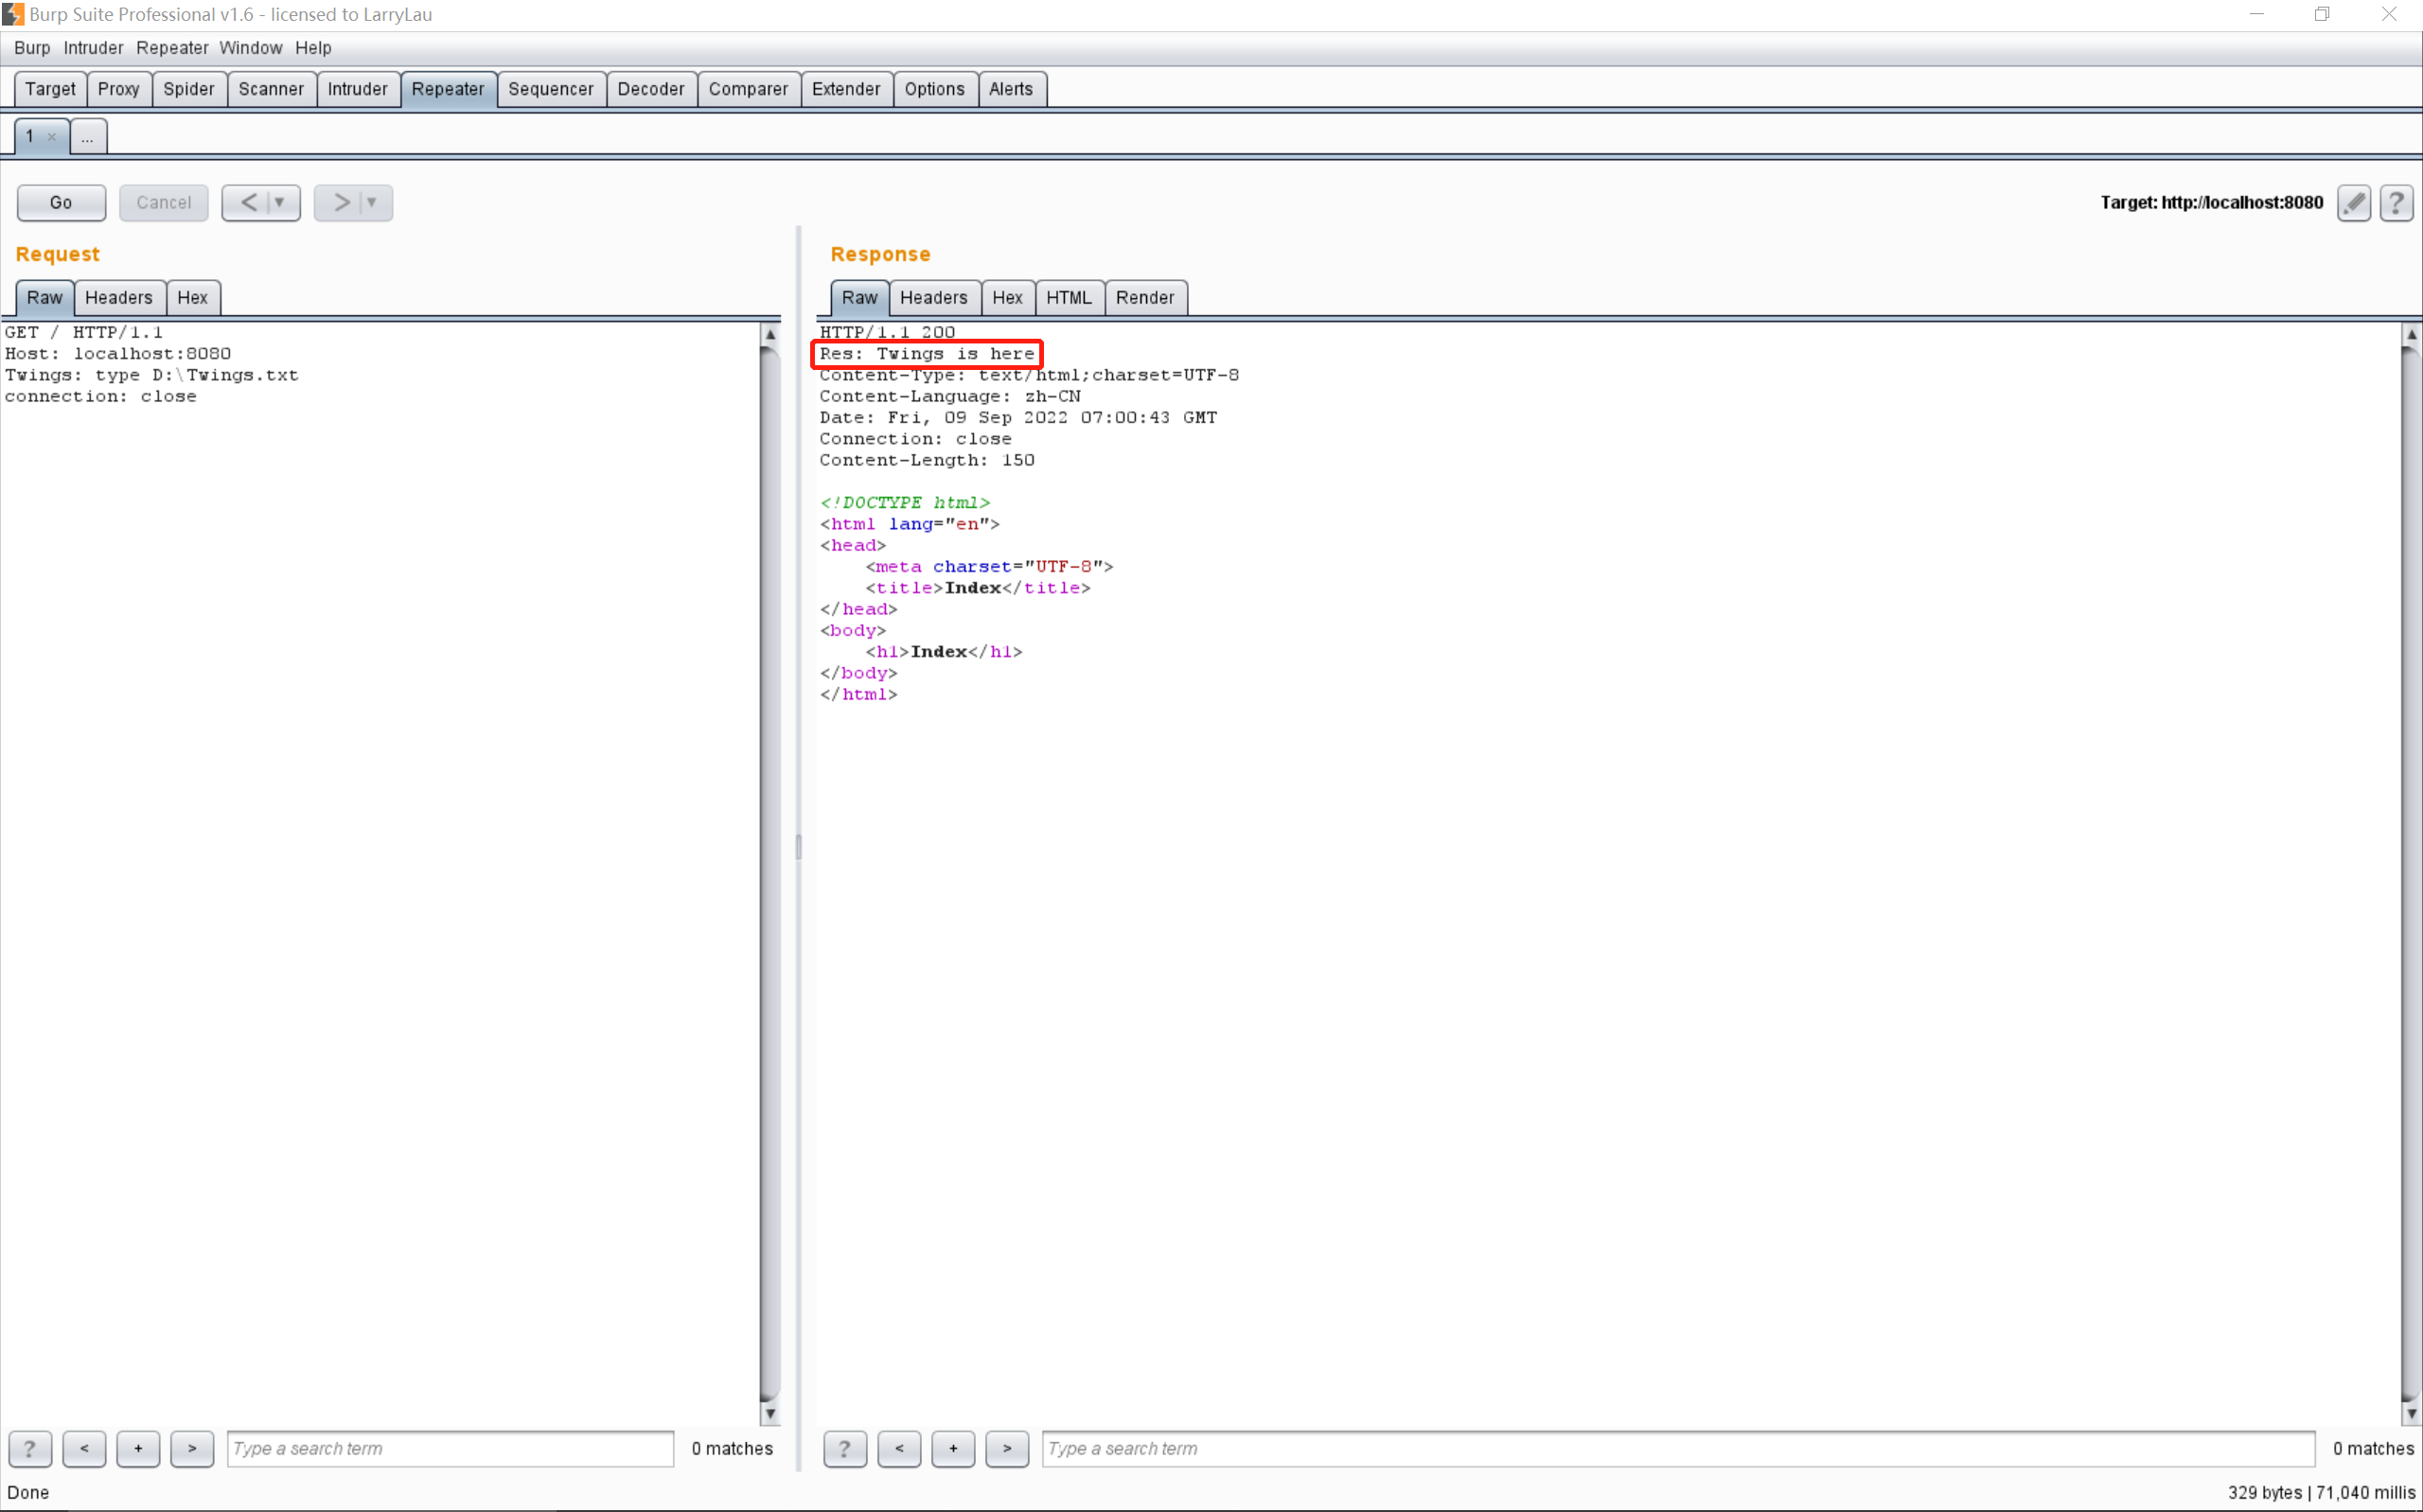 Burp Suite Professional v1.6 - licensed to LarryLau
Burp Intruder Repeater Window Help
Target Proxy Spider Scanner Intruder Repeater Sequencer Decoder Comparer Extender Options Alerts
1 × ...
Go Cancel < > Target: http://localhost:8080 ?
Request
Raw Headers Hex
GET / HTTP/1.1
Host: localhost:8080
Twings: type D:\Twings.txt
connection: close
? < + > Type a search term 0 matches
Response
Raw Headers Hex HTML Render
HTTP/1.1 200
Res: Twings is here
Content-Type: text/html;charset=UTF-8
Content-Language: zh-CN
Date: Fri, 09 Sep 2022 07:00:43 GMT
Connection: close
Content-Length: 150
<!DOCTYPE html>
<html lang="en">
<head>
<meta charset="UTF-8">
<title>Index</title>
</head>
<body>
<h1>Index</h1>
</body>
</html>
? < + > Type a search term 0 matches
Done 329 bytes | 71,040 millis